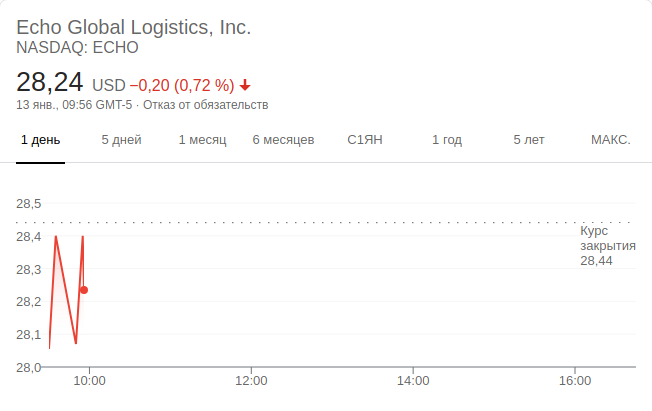 Echo Global Logistics, Inc.
NASDAQ: ECHO
28,24 USD −0,20 (0,72 %)
13 янв., 09:56 GMT-5 · Отказ от обязательств
1 день 5 дней 1 месяц 6 месяцев С1ЯН 1 год 5 лет МАКС.
28,5
28,4
28,3
28,2
28,1
28,0
Курс
закрытия
28,44
10:00 12:00 14:00 16:00